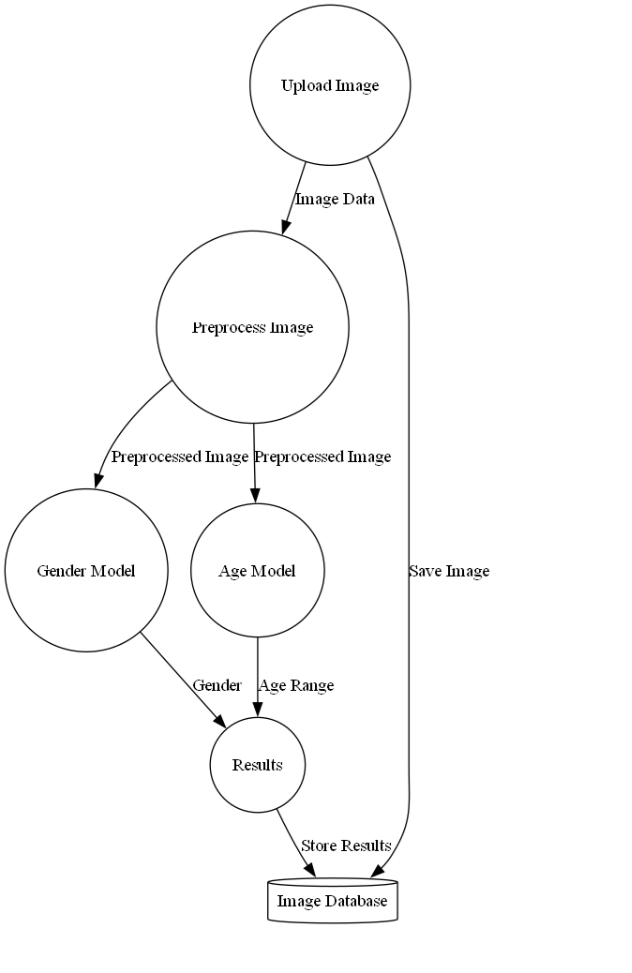 Upload Image
Image Data
Preprocess Image
Preprocessed Image
Preprocessed Image
Gender Model
Age Model
Save Image
Gender
Age Range
Results
Store Results
Image Database